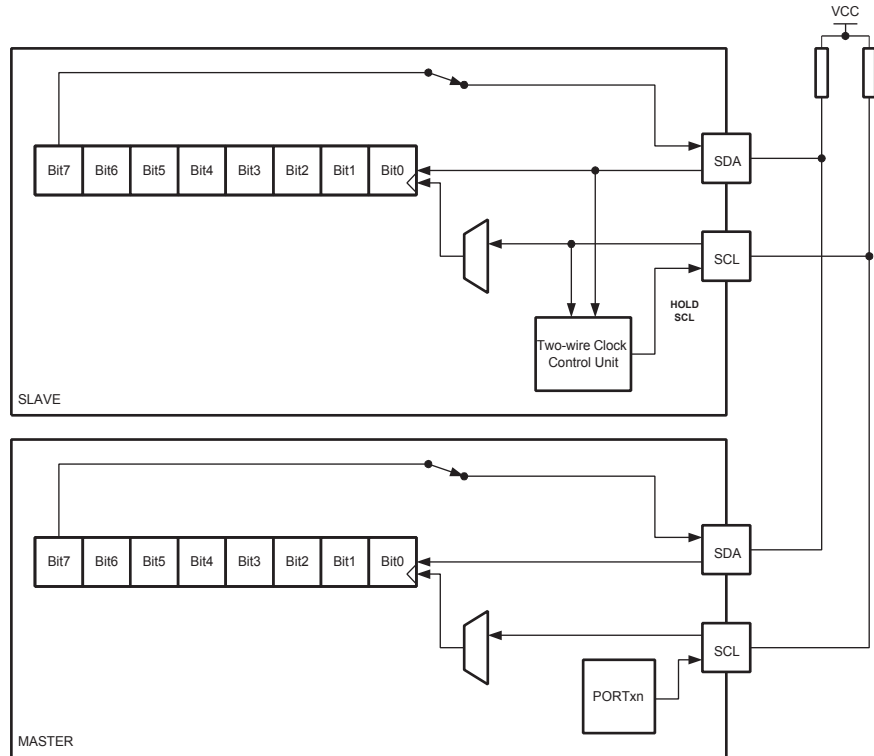 VCC
Bit7 Bit6 Bit5 Bit4 Bit3 Bit2 Bit1 Bit0
SDA
SCL
HOLD
SCL
Two-wire Clock
Control Unit
SLAVE
Bit7 Bit6 Bit5 Bit4 Bit3 Bit2 Bit1 Bit0
SDA
SCL
PORTxn
MASTER